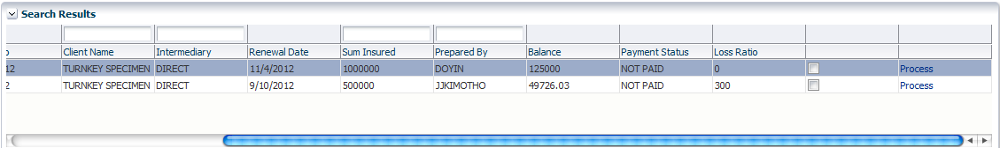 Search Results
o Client Name Intermediary Renewal Date Sum Insured Prepared By Balance Payment Status Loss Ratio
12 TURNKEY SPECIMEN DIRECT 11/4/2012 1000000 DOYIN 125000 NOT PAID 0 Process
2 TURNKEY SPECIMEN DIRECT 9/10/2012 500000 JJKIMOTHO 49726.03 NOT PAID 300 Process